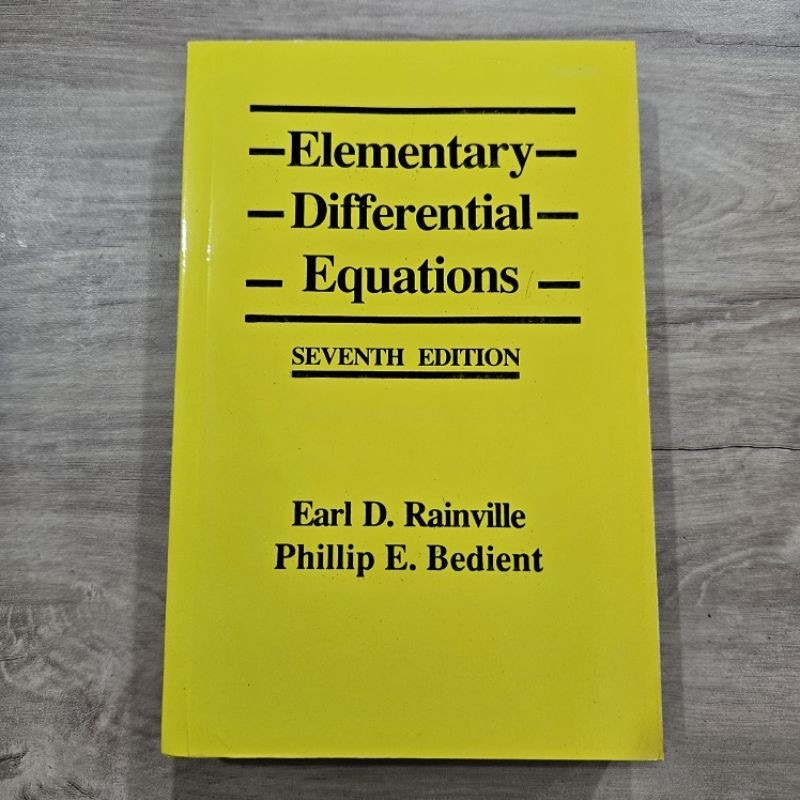 Elementary
Differential
Equations
SEVENTH EDITION
Earl D. Rainville
Phillip E. Bedient